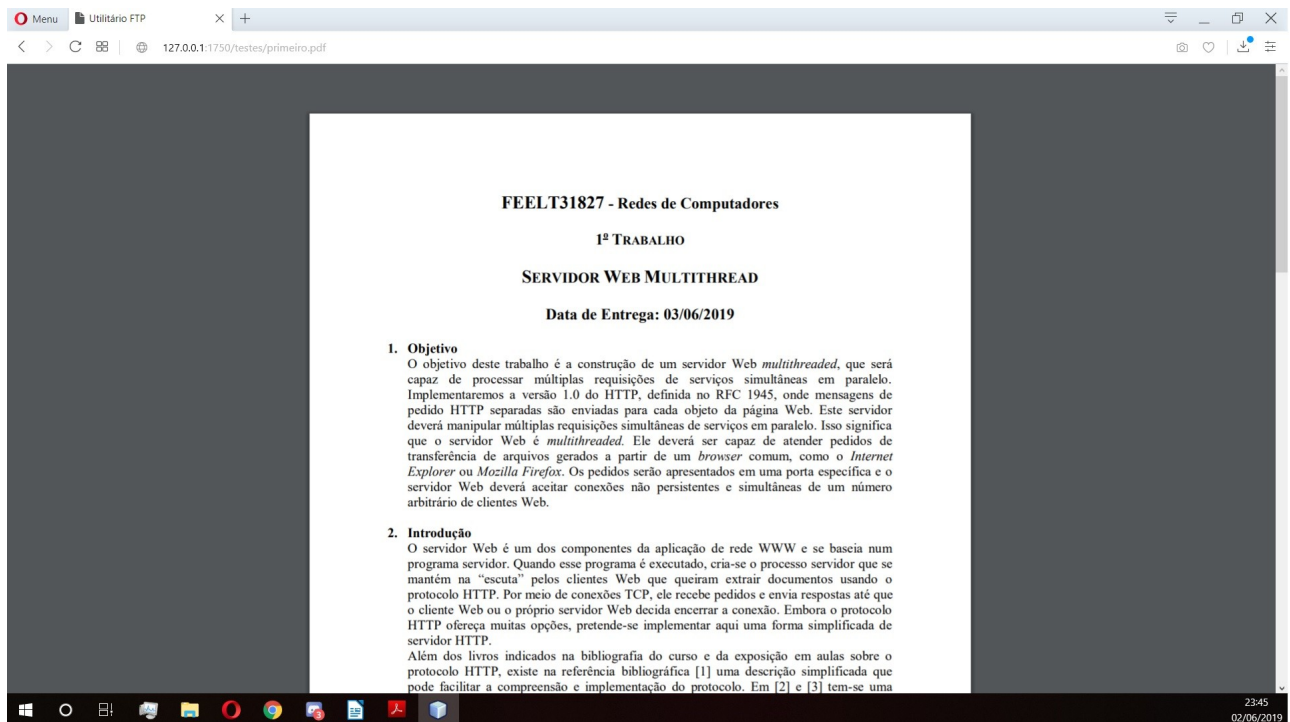 Menu
Utilitário FTP
127.0.0.1:1750/testes/primeiro.pdf
FEELT31827 - Redes de Computadores
1º TRABALHO
SERVIDOR WEB MULTITHREAD
Data de Entrega: 03/06/2019
1. Objetivo
O objetivo deste trabalho é a construção de um servidor Web multithreaded, que será
capaz de processar múltiplas requisições de serviços simultâneas em paralelo.
Implementaremos a versão 1.0 do HTTP, definida no RFC 1945, onde mensagens de
pedido HTTP separadas são enviadas para cada objeto da página Web. Este servidor
deverá manipular múltiplas requisições simultâneas de serviços em paralelo. Isso significa
que o servidor Web é multithreaded. Ele deverá ser capaz de atender pedidos de
transferência de arquivos gerados a partir de um browser comum, como o Internet
Explorer ou Mozilla Firefox. Os pedidos serão apresentados em uma porta específica e o
servidor Web deverá aceitar conexões não persistentes e simultâneas de um número
arbitrário de clientes Web.
2. Introdução
O servidor Web é um dos componentes da aplicação de rede WWW e se baseia num
programa servidor. Quando esse programa é executado, cria-se o processo servidor que se
mantém na “escuta” pelos clientes Web que queiram extrair documentos usando o
protocolo HTTP. Por meio de conexões TCP, ele recebe pedidos e envia respostas até que
o cliente Web ou o próprio servidor Web decida encerrar a conexão. Embora o protocolo
HTTP ofereça muitas opções, pretende-se implementar aqui uma forma simplificada de
servidor HTTP.
Além dos livros indicados na bibliografia do curso e da exposição em aulas sobre o
protocolo HTTP, existe na referência bibliográfica [1] uma descrição simplificada que
pode facilitar a compreensão e implementação do protocolo. Em [2] e [3] tem-se uma
23:45
02/06/2019